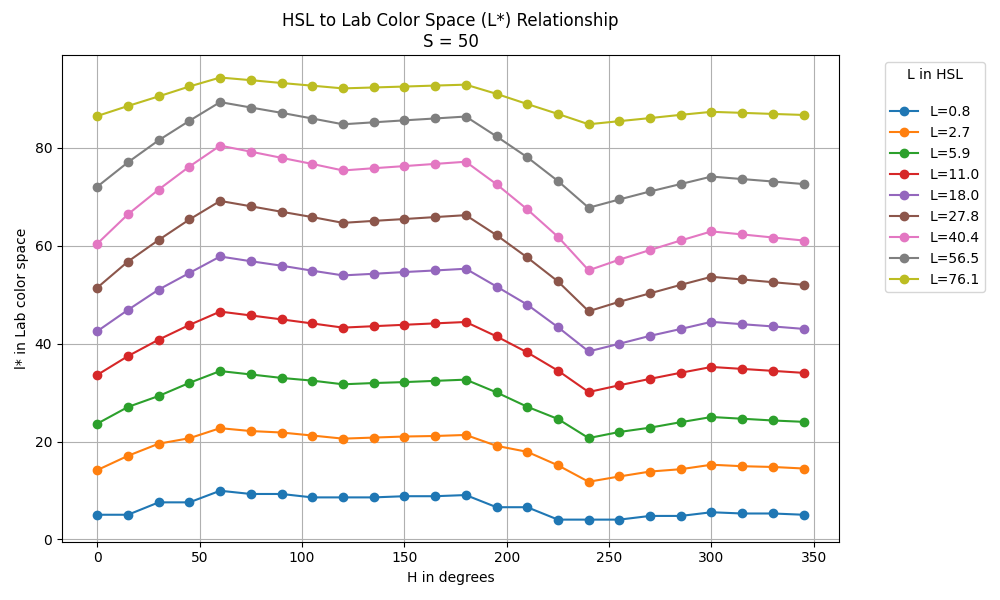 HSL to Lab Color Space (L*) Relationship
S = 50
L in HSL
L=0.8
L=2.7
L=5.9
L=11.0
L=18.0
L=27.8
L=40.4
L=56.5
L=76.1
l* in Lab color space
80
60
40
20
0
0 50 100 150 200 250 300 350
H in degrees